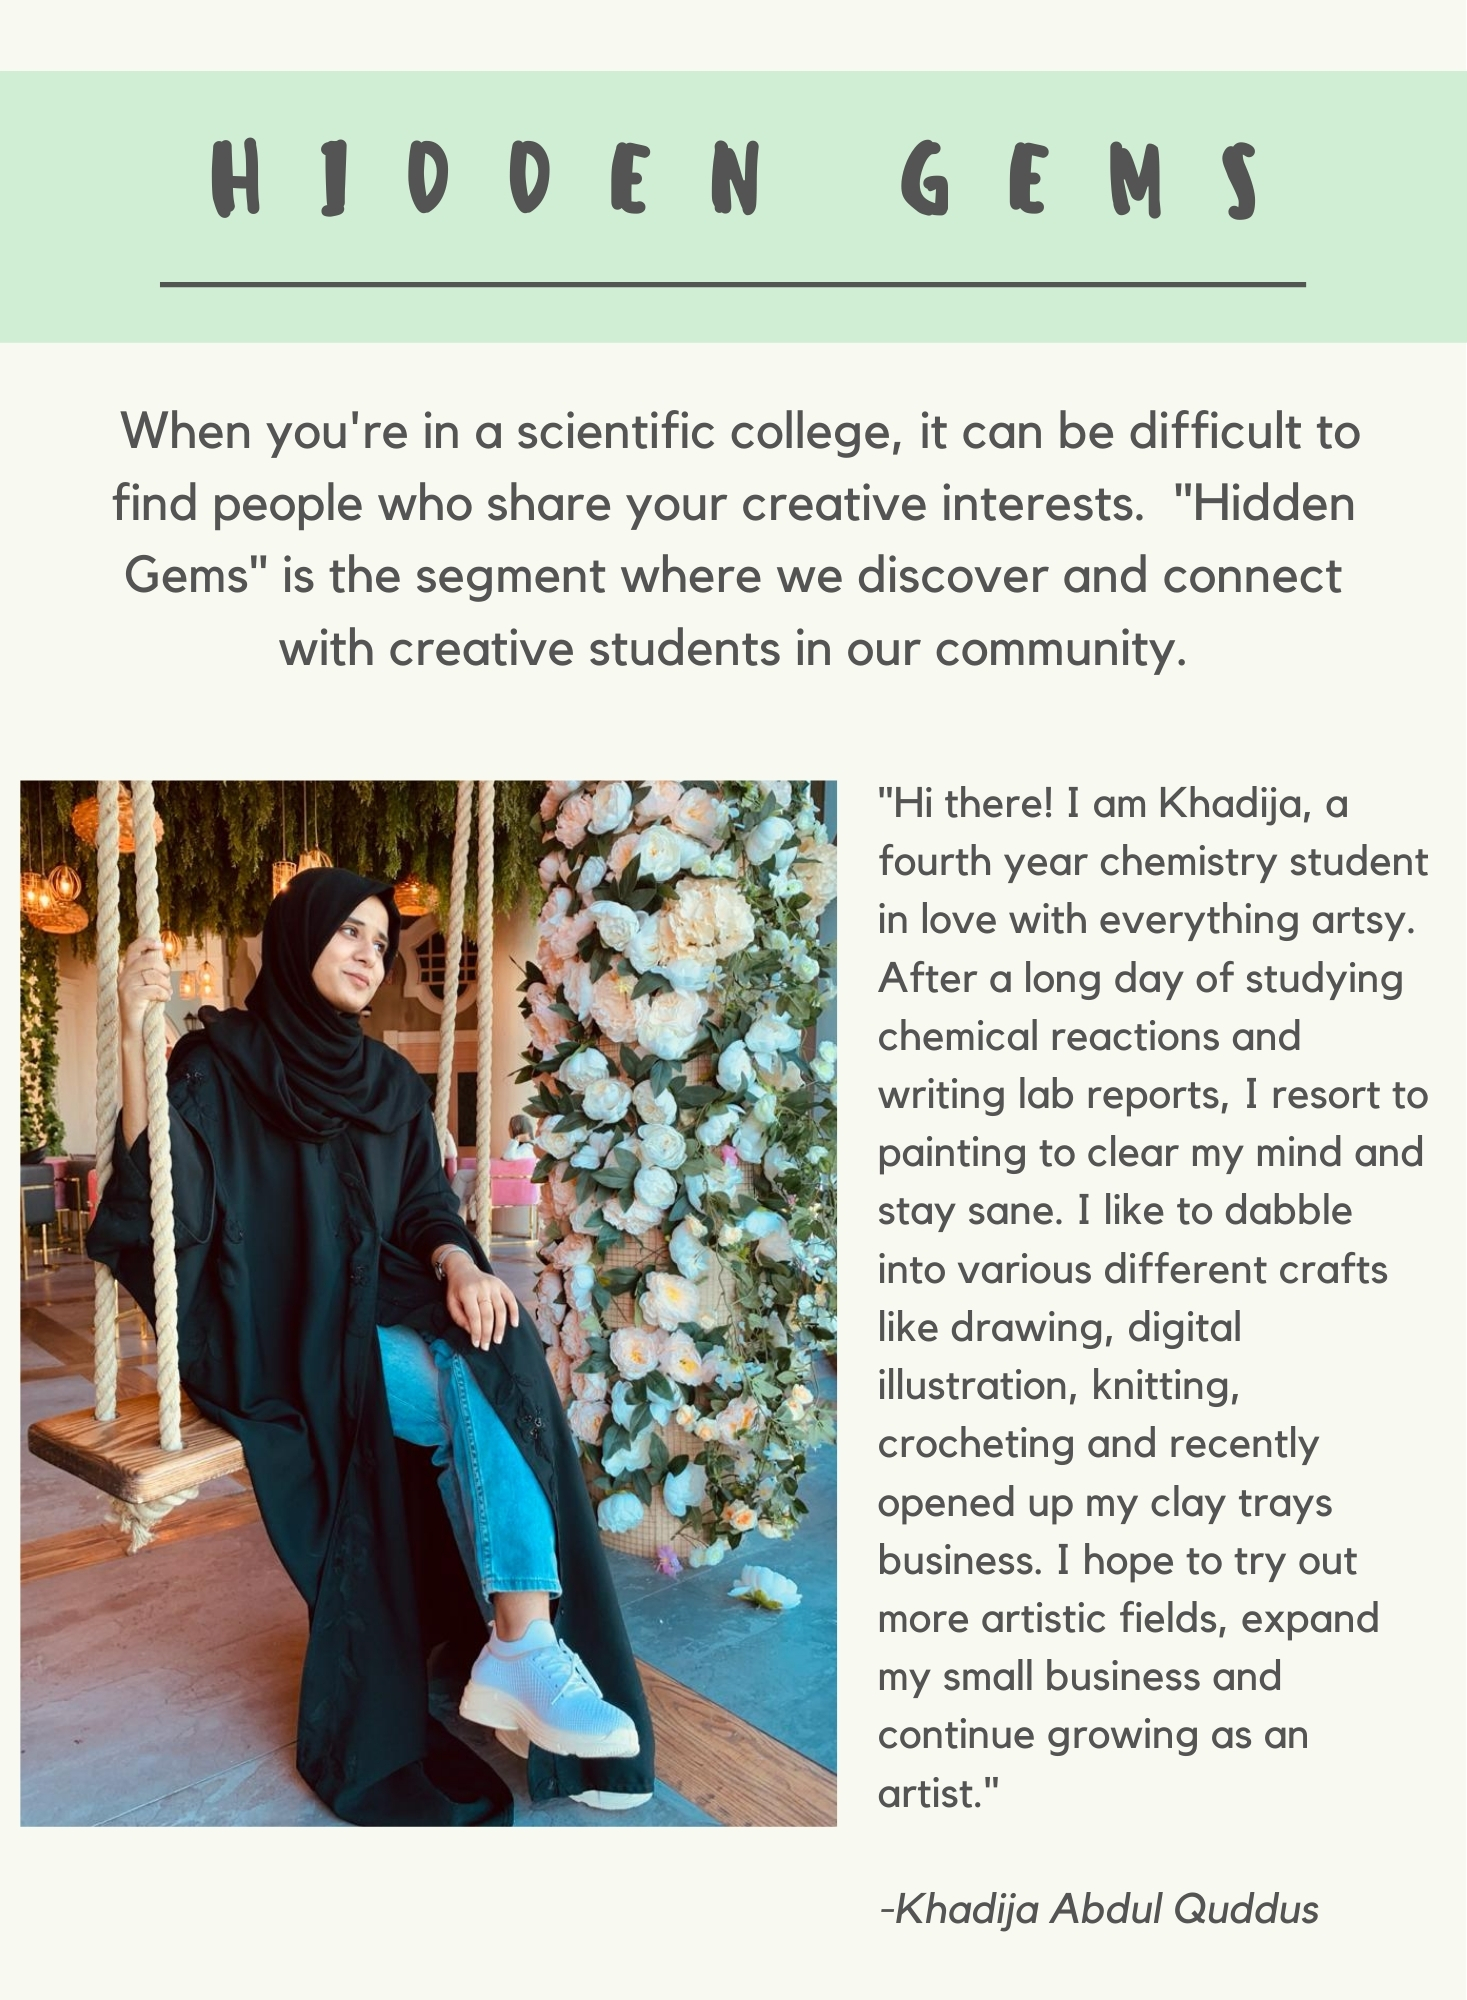 HIDDEN GEMS
When you're in a scientific college, it can be difficult to
find people who share your creative interests.  "Hidden
Gems" is the segment where we discover and connect
with creative students in our community.
"Hi there! I am Khadija, a
fourth year chemistry student
in love with everything artsy.
After a long day of studying
chemical reactions and
writing lab reports, I resort to
painting to clear my mind and
stay sane. I like to dabble
into various different crafts
like drawing, digital
illustration, knitting,
crocheting and recently
opened up my clay trays
business. I hope to try out
more artistic fields, expand
my small business and
continue growing as an
artist."
-Khadija Abdul Quddus